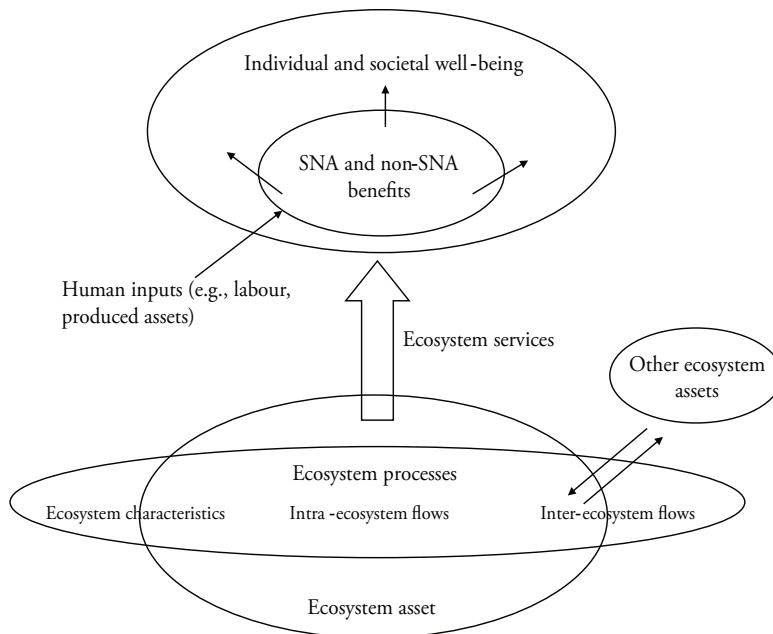 Individual and societal well-being
SNA and non-SNA
benefits
Human inputs (e.g., labour,
produced assets)
Ecosystem services
Other ecosystem
assets
Ecosystem processes
Ecosystem characteristics
Intra -ecosystem flows
Inter-ecosystem flows
Ecosystem asset